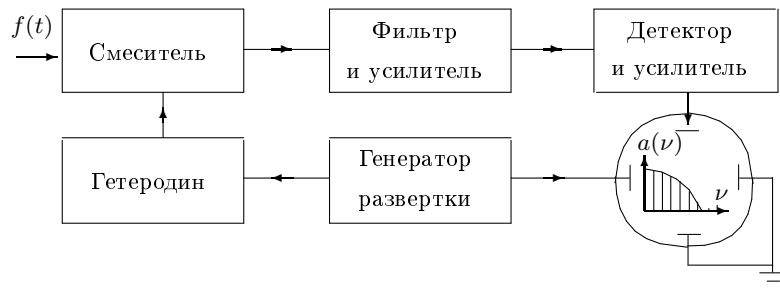 f(t)
Смеситель
Фильтр
и усилитель
Детектор
и усилитель
Гетеродин
Генератор
развертки
a(ν)
ν